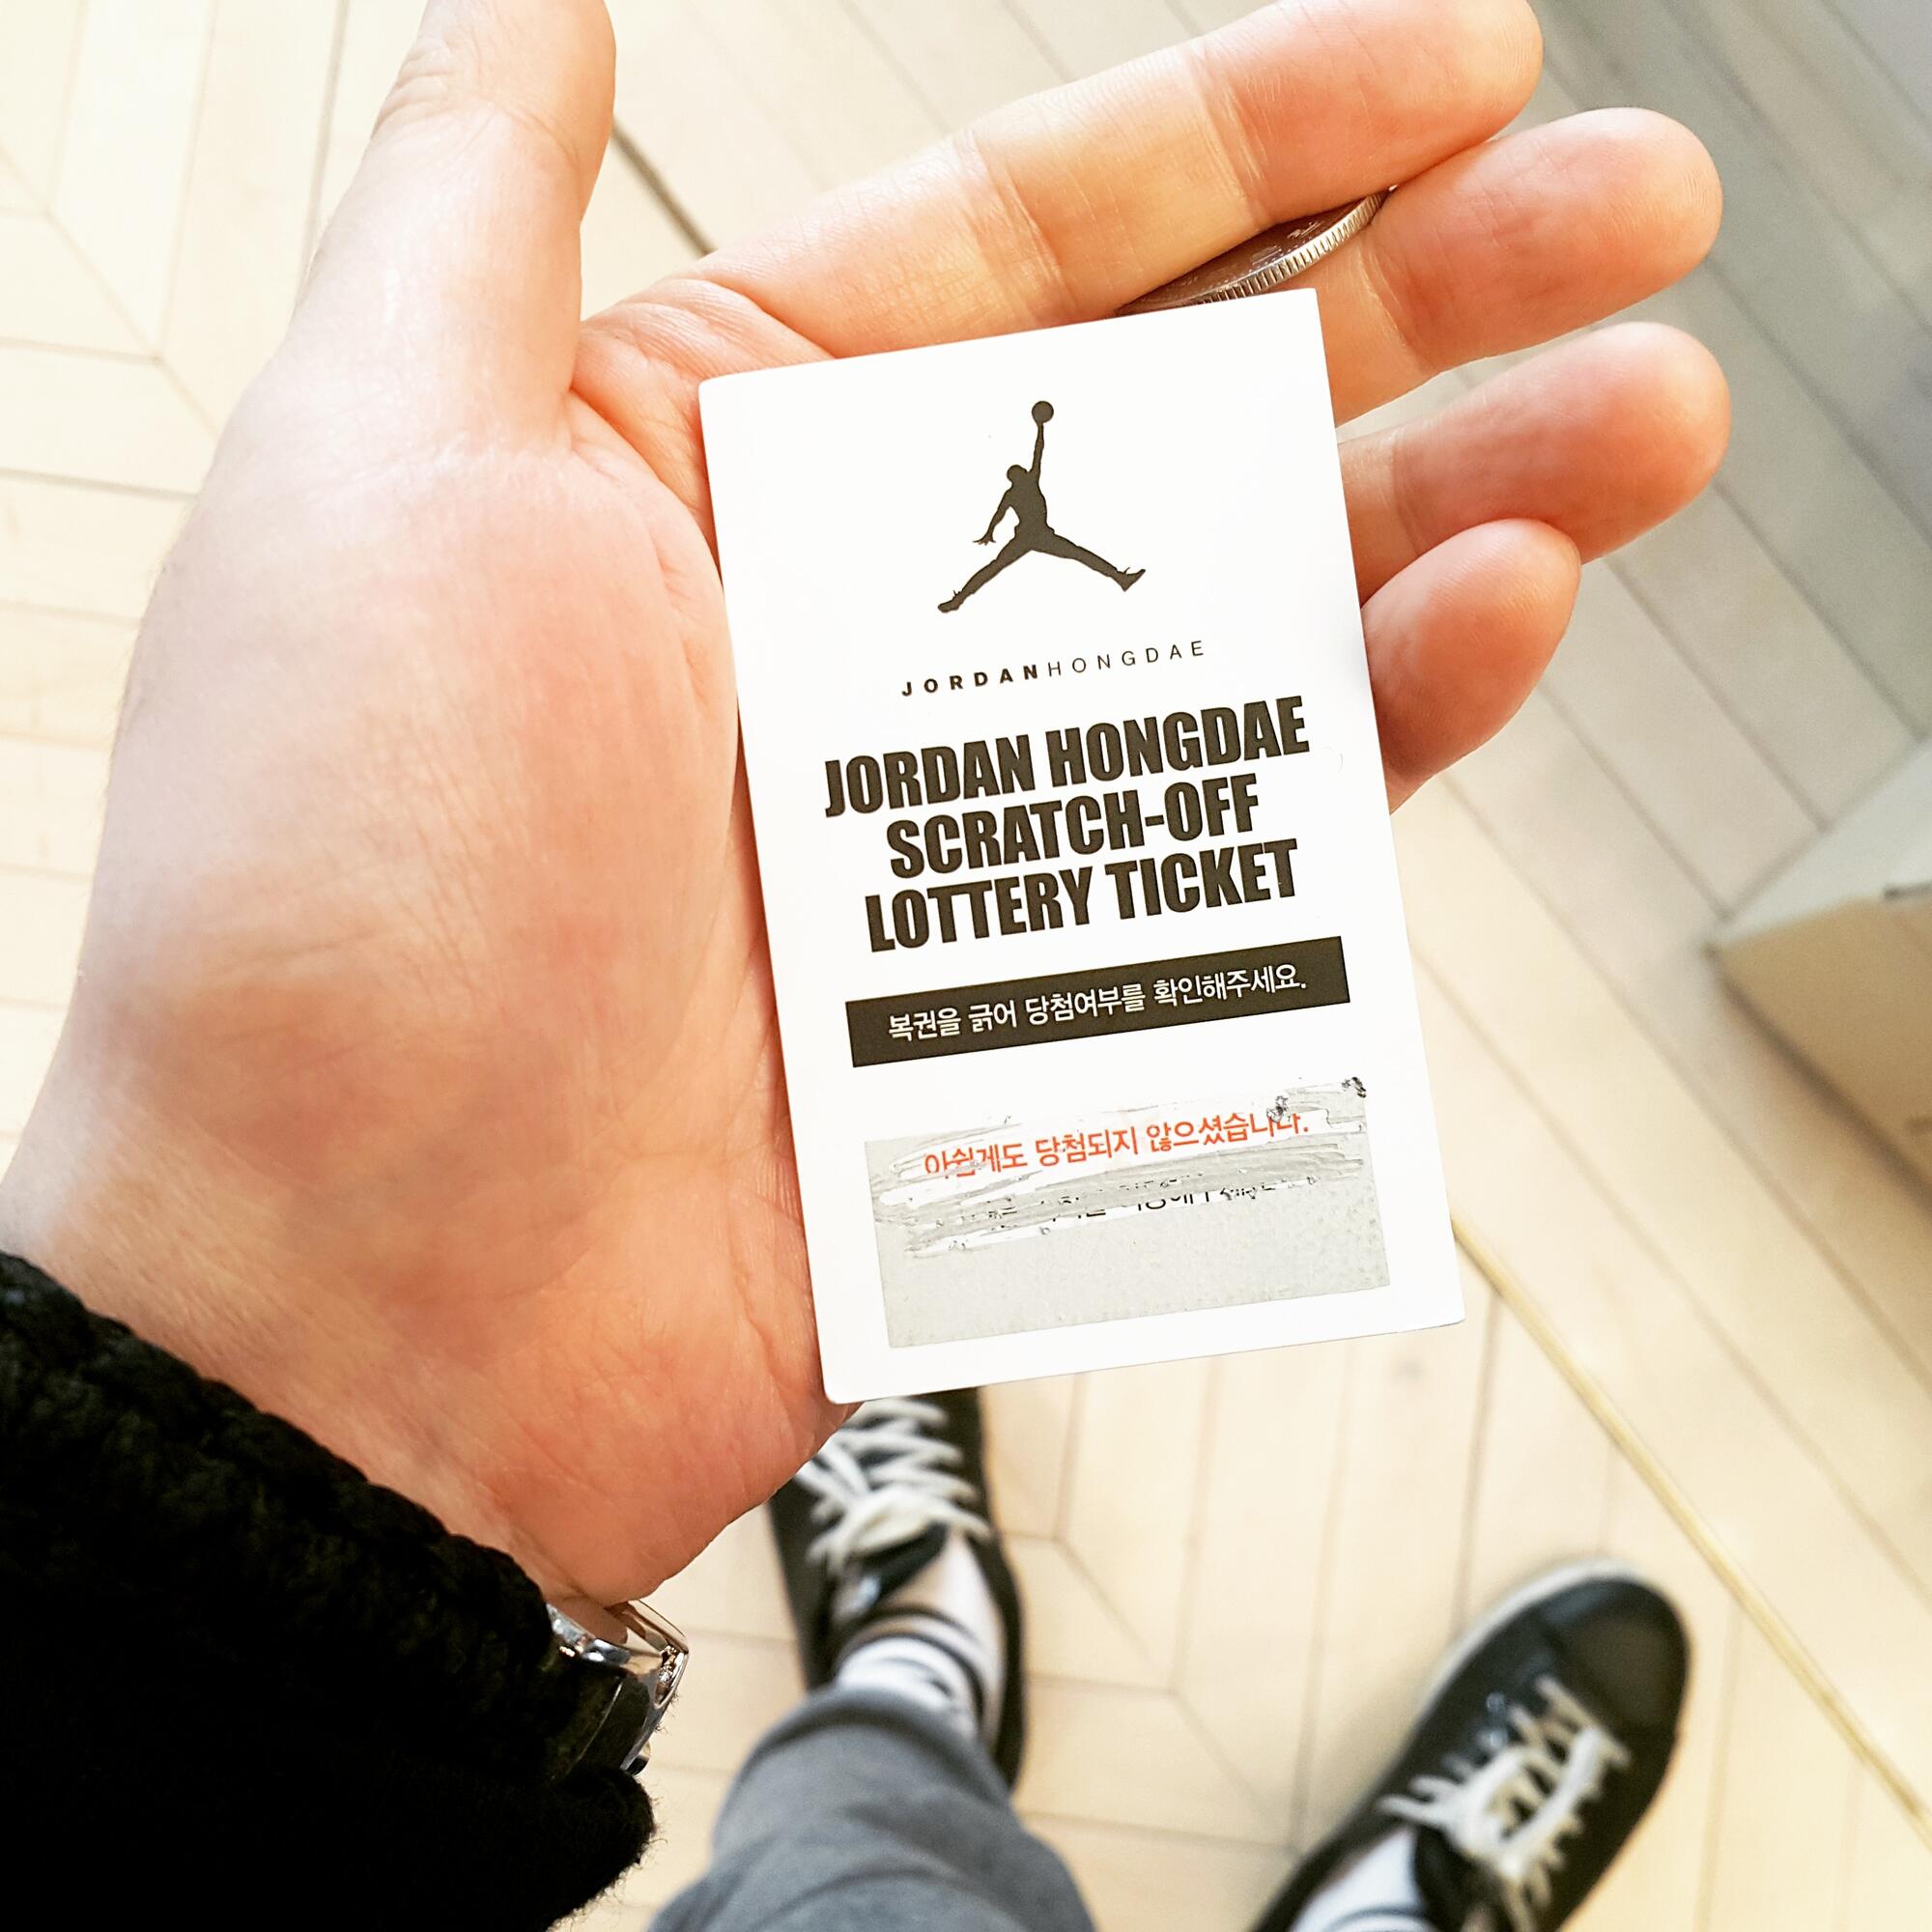 JORDANHONGDAE
JORDAN HONGDAE
SCRATCH-OFF
LOTTERY TICKET
복권을 긁어 당첨여부를 확인해주세요.
아쉽게도 당첨되지 않으셨습니다.